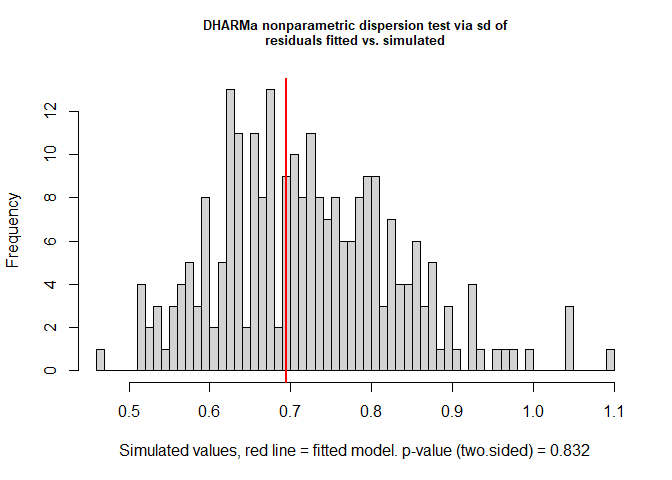 DHARMa nonparametric dispersion test via sd of
residuals fitted vs. simulated
Frequency
12
10
8
6
4
2
0
0.5 0.6 0.7 0.8 0.9 1.0 1.1
Simulated values, red line = fitted model. p-value (two.sided) = 0.832